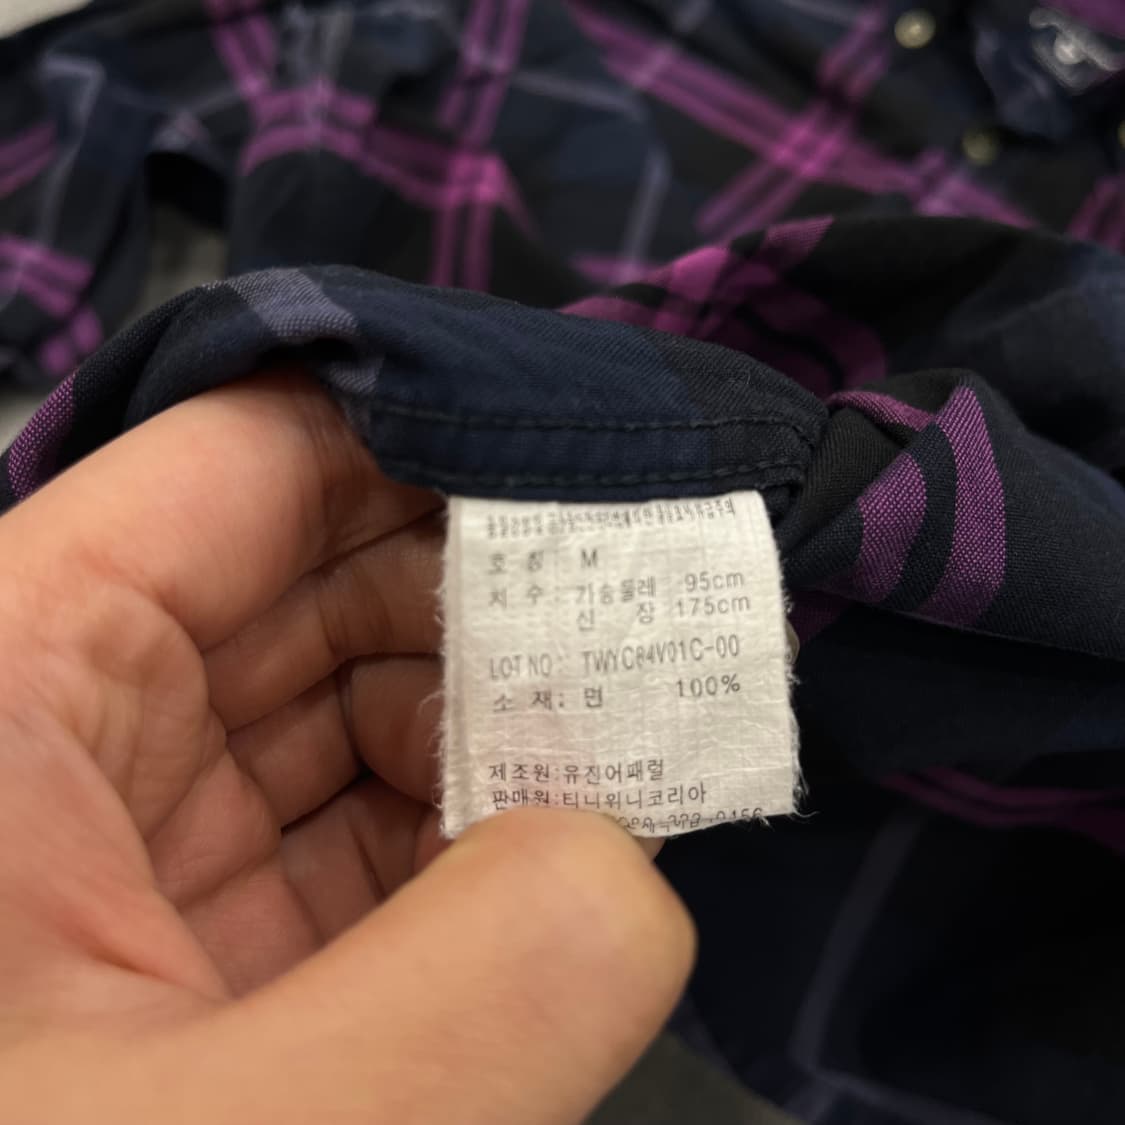 호 칭: M
치 수: 가슴둘레 95cm
신 장 175cm
LOT NO: TWYC84V01C-00
소 재: 면 100%
제조원:유진어패럴
판매원:티니위니코리아